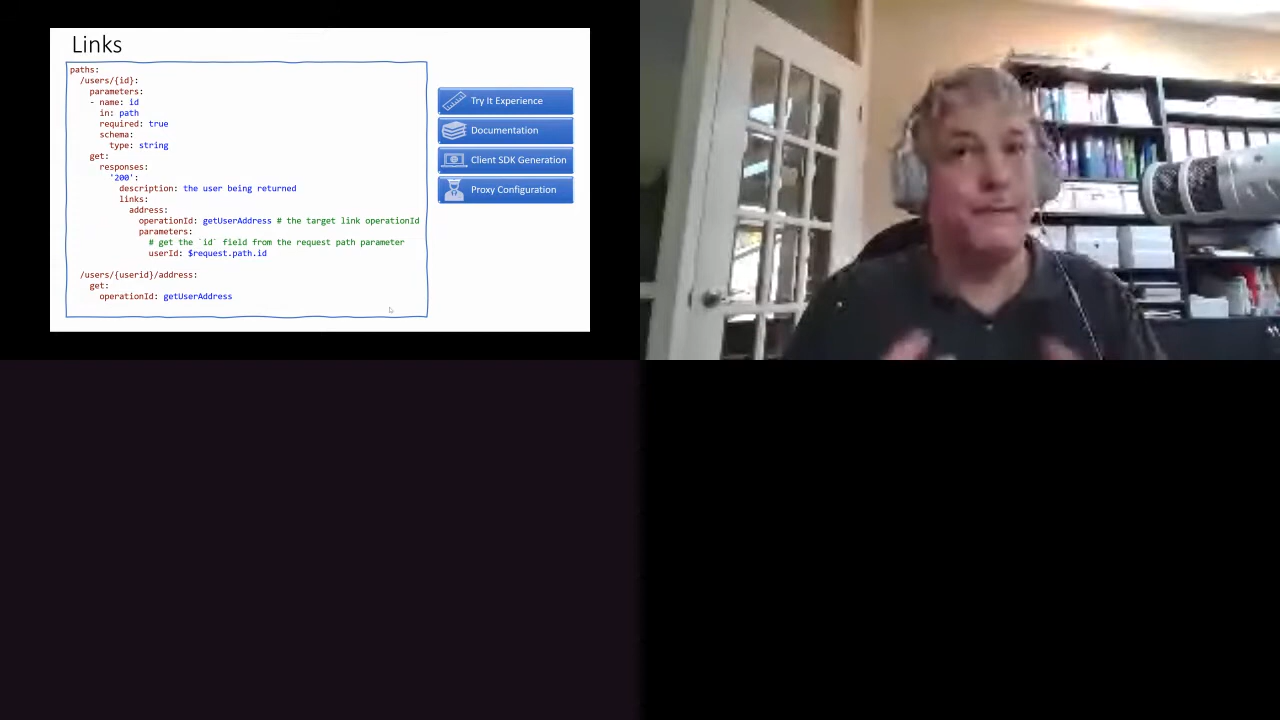 Links
paths:
/users/{id}:
parameters:
- name: id
in: path
required: true
schema:
type: string
get:
responses:
'200':
description: the user being returned
links:
address:
operationId: getUserAddress # the target link operationId
parameters:
# get the `id` field from the request path parameter
userId: $request.path.id
/users/{userid}/address:
get:
operationId: getUserAddress
Try It Experience
Documentation
Client SDK Generation
Proxy Configuration